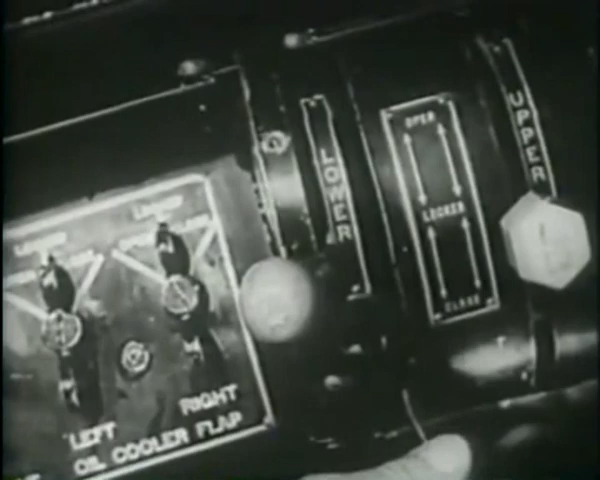 LOWER
OPEN
LOCKED
CLOSE
UPPER
LEFT
RIGHT
OIL COOLER FLAP